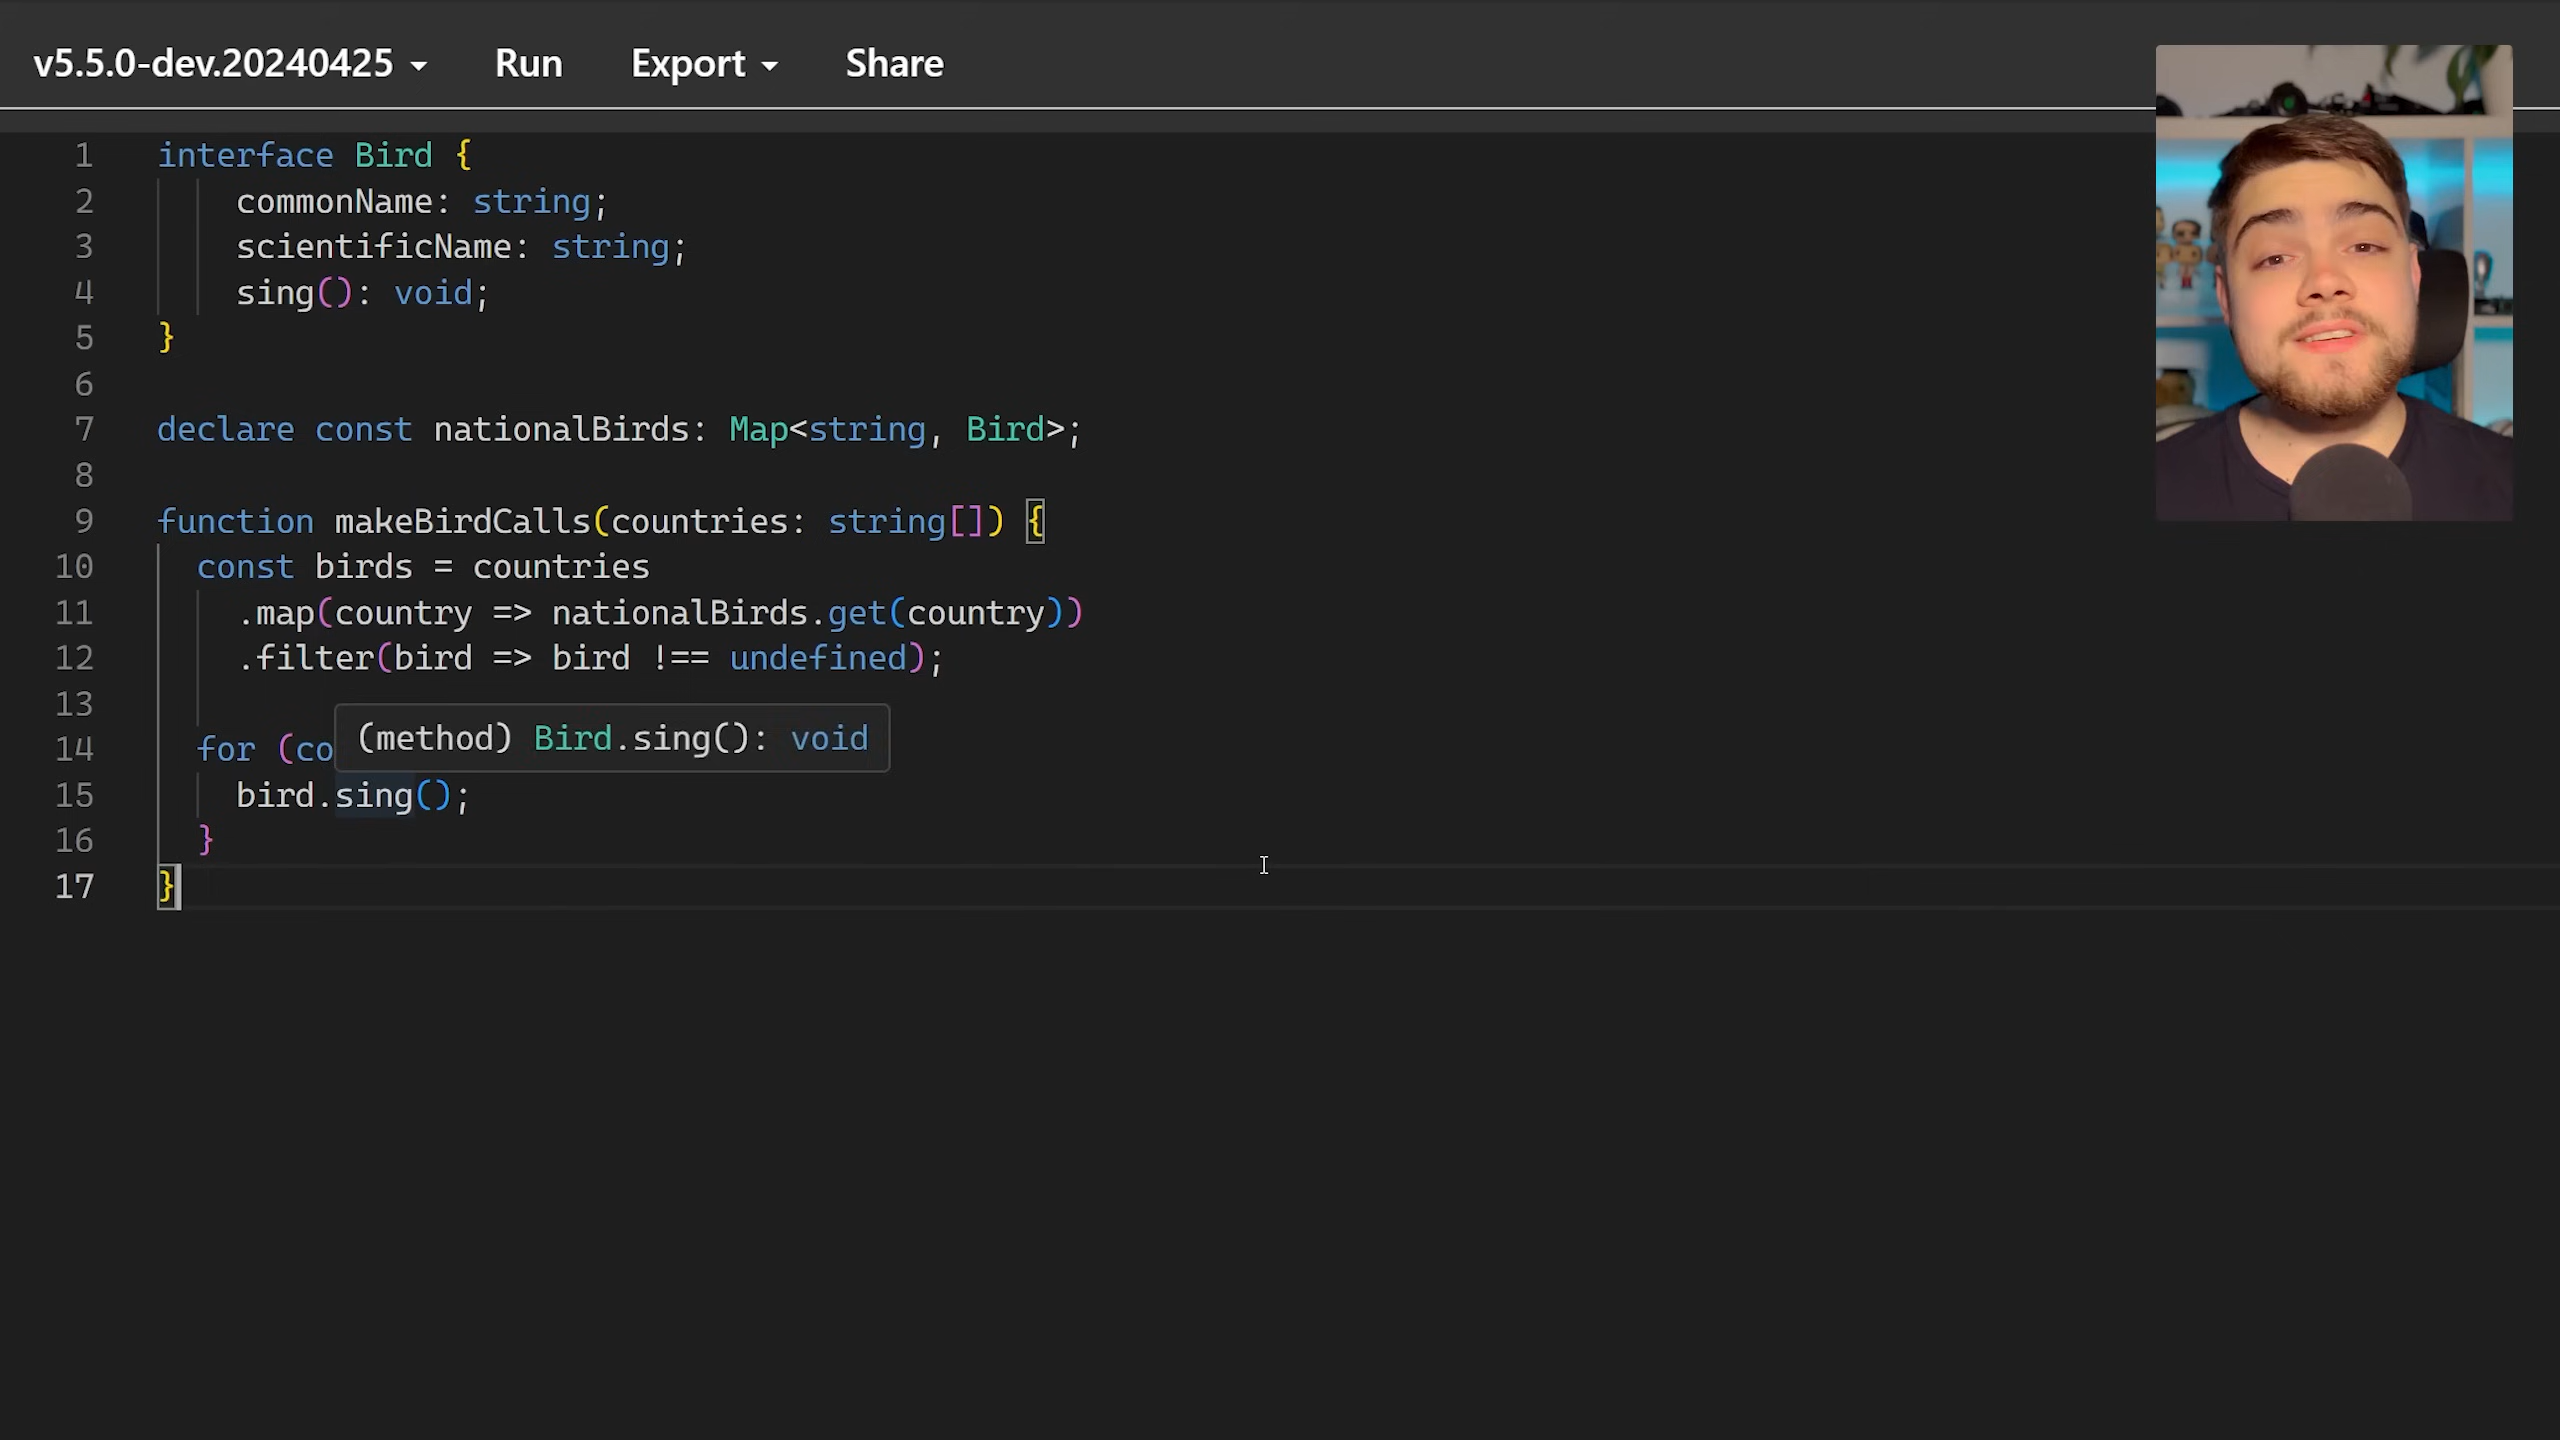 v5.5.0-dev.20240425 Run Export Share
1 interface Bird {
2 commonName: string;
3 scientificName: string;
4 sing(): void;
5 }
6
7 declare const nationalBirds: Map<string, Bird>;
8
9 function makeBirdCalls(countries: string[]) {
10 const birds = countries
11 .map(country => nationalBirds.get(country))
12 .filter(bird => bird !== undefined);
13
(method) Bird.sing(): void
14 for (co
15 bird.sing();
16 }
17 }